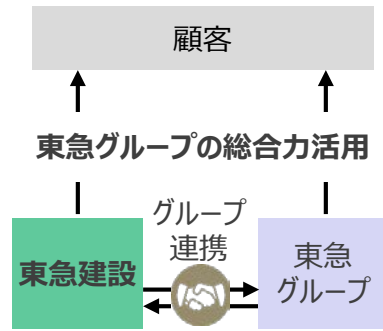 顧客
東急グループの総合力活用
グループ
連携
東急建設
東急
グループ